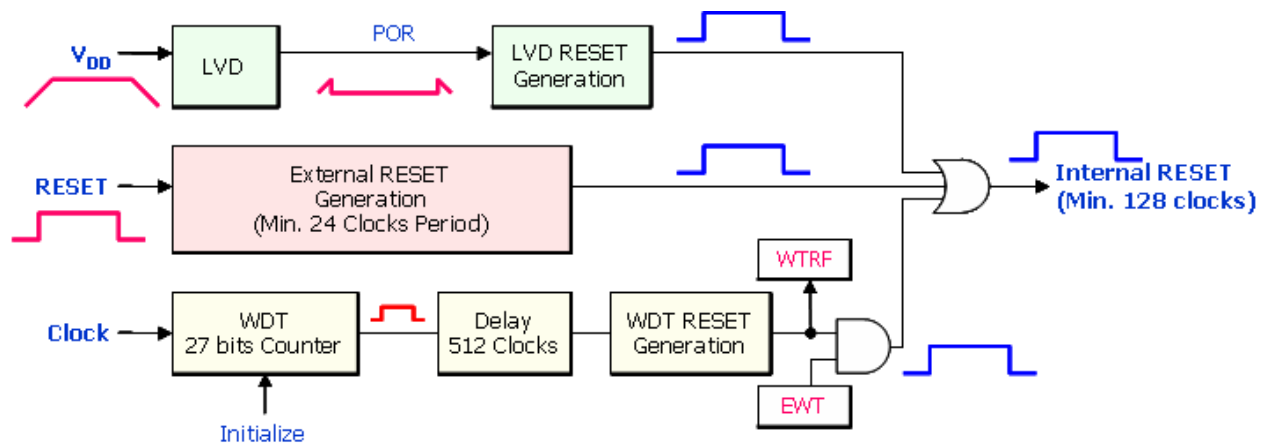 V_DD
LVD
POR
LVD RESET
Generation
RESET
External RESET
Generation
(Min. 24 Clocks Period)
Internal RESET
(Min. 128 clocks)
WTRF
Clock
WDT
27 bits Counter
Delay
512 Clocks
WDT RESET
Generation
EWT
Initialize